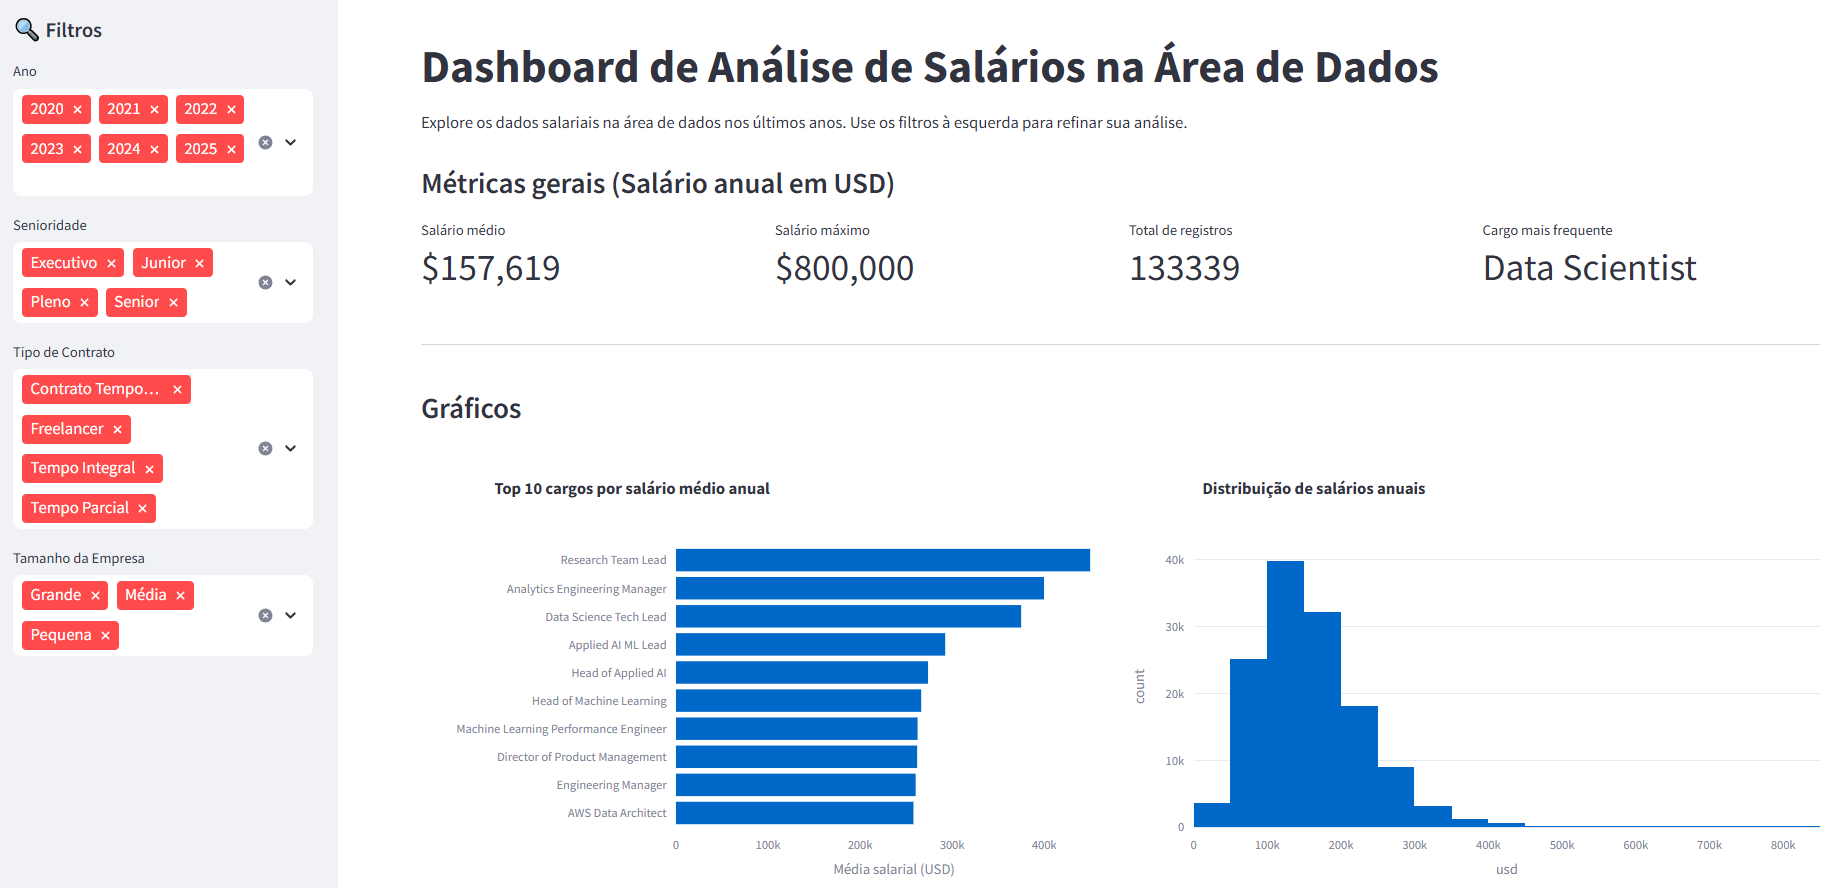 Filtros
Ano
2020 × 2021 × 2022 ×
2023 × 2024 × 2025 ×
Senioridade
Executivo × Junior ×
Pleno × Senior ×
Tipo de Contrato
Contrato Tempo... ×
Freelancer ×
Tempo Integral ×
Tempo Parcial ×
Tamanho da Empresa
Grande × Média ×
Pequena ×
Dashboard de Análise de Salários na Área de Dados
Explore os dados salariais na área de dados nos últimos anos. Use os filtros à esquerda para refinar sua análise.
Métricas gerais (Salário anual em USD)
Salário médio
$157,619
Salário máximo
$800,000
Total de registros
133339
Cargo mais frequente
Data Scientist
Gráficos
Top 10 cargos por salário médio anual
Research Team Lead
Analytics Engineering Manager
Data Science Tech Lead
Applied AI ML Lead
Head of Applied AI
Head of Machine Learning
Machine Learning Performance Engineer
Director of Product Management
Engineering Manager
AWS Data Architect
0 100k 200k 300k 400k
Média salarial (USD)
Distribuição de salários anuais
40k
30k
20k
10k
0
count
0 100k 200k 300k 400k 500k 600k 700k 800k
usd